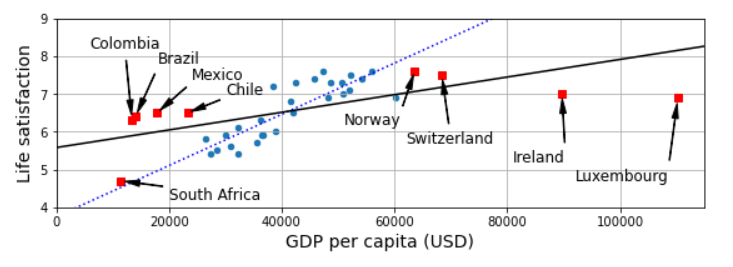 9
8
7
6
5
4
Life satisfaction
Colombia
Brazil
Mexico
Chile
South Africa
Norway
Switzerland
Ireland
Luxembourg
0
20000
40000
60000
80000
100000
GDP per capita (USD)